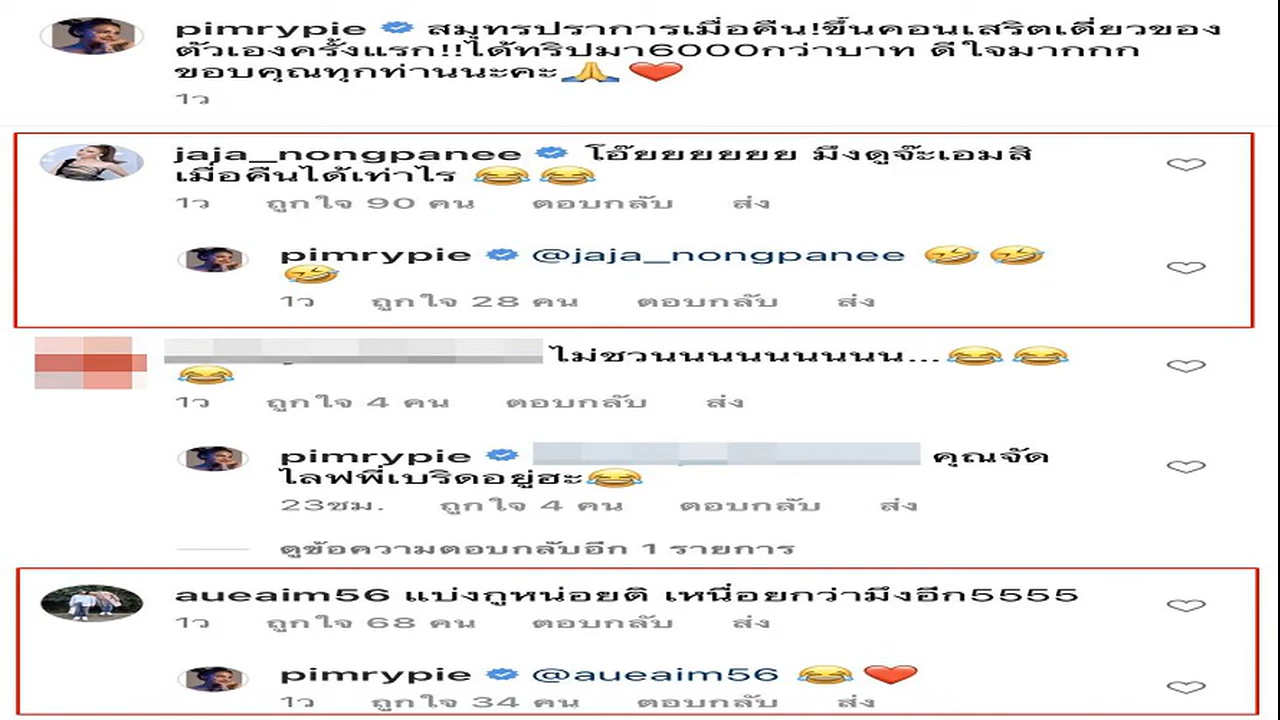 pimrypie สมุทรปราการเมื่อคืน!ขึ้นคอนเสริตเดี่ยวของ
ตัวเองครั้งแรก!!ได้ทริปมา6000กว่าบาท ดีใจมากกก
ขอบคุณทุกท่านนะคะ🙏❤️
1ว
jaja_nongpanee โอ๊ยยยยยยย มึงดูจ๊ะเอมสิ
เมื่อคืนได้เท่าไร 😂😂
1ว ถูกใจ 90 คน ตอบกลับ ส่ง
pimrypie @jaja_nongpanee 🤣🤣
🤣
1ว ถูกใจ 28 คน ตอบกลับ ส่ง
ไม่ชวนนนนนนนนน...😂😂
😂
1ว ถูกใจ 4 คน ตอบกลับ ส่ง
pimrypie คุณจัด
ไลฟพี่เบริดอยู่ฮะ😂
23ชม. ถูกใจ 4 คน ตอบกลับ ส่ง
ดูข้อความตอบกลับอีก 1 รายการ
aueaim56 แบ่งกูหน่อยติ เหนื่อยกว่ามึงอีก5555
1ว ถูกใจ 68 คน ตอบกลับ ส่ง
pimrypie @aueaim56 😂❤️
1ว ถูกใจ 34 คน ตอบกลับ ส่ง